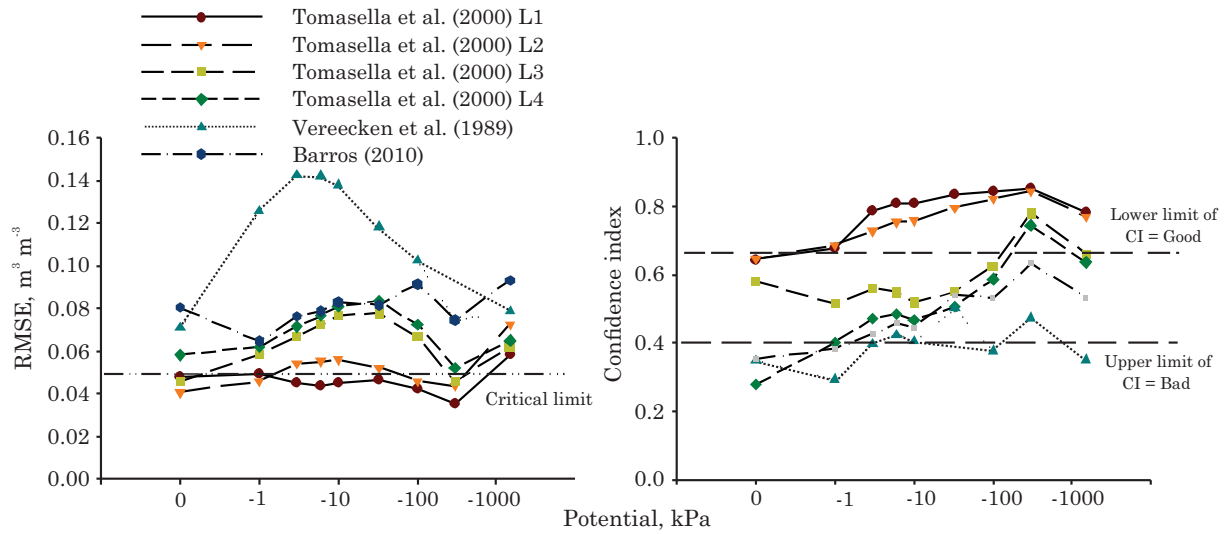 Tomasella et al. (2000) L1
Tomasella et al. (2000) L2
Tomasella et al. (2000) L3
Tomasella et al. (2000) L4
Vereecken et al. (1989)
Barros (2010)
RMSE, m³ m⁻³
0.16
0.14
0.12
0.10
0.08
0.06
0.04
0.02
0.00
Critical limit
0 -1 -10 -100 -1000
Confidence index
1.0
0.8
0.6
0.4
0.2
0.0
Lower limit of
CI = Good
Upper limit of
CI = Bad
0 -1 -10 -100 -1000
Potential, kPa